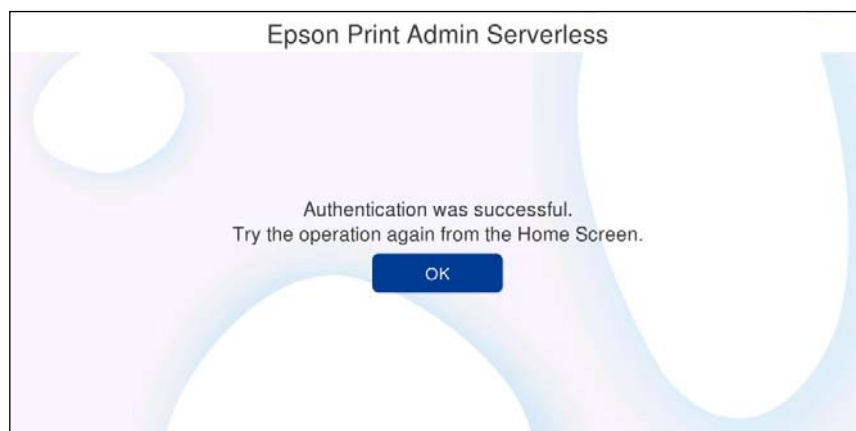 Epson Print Admin Serverless
Authentication was successful.
Try the operation again from the Home Screen.
OK